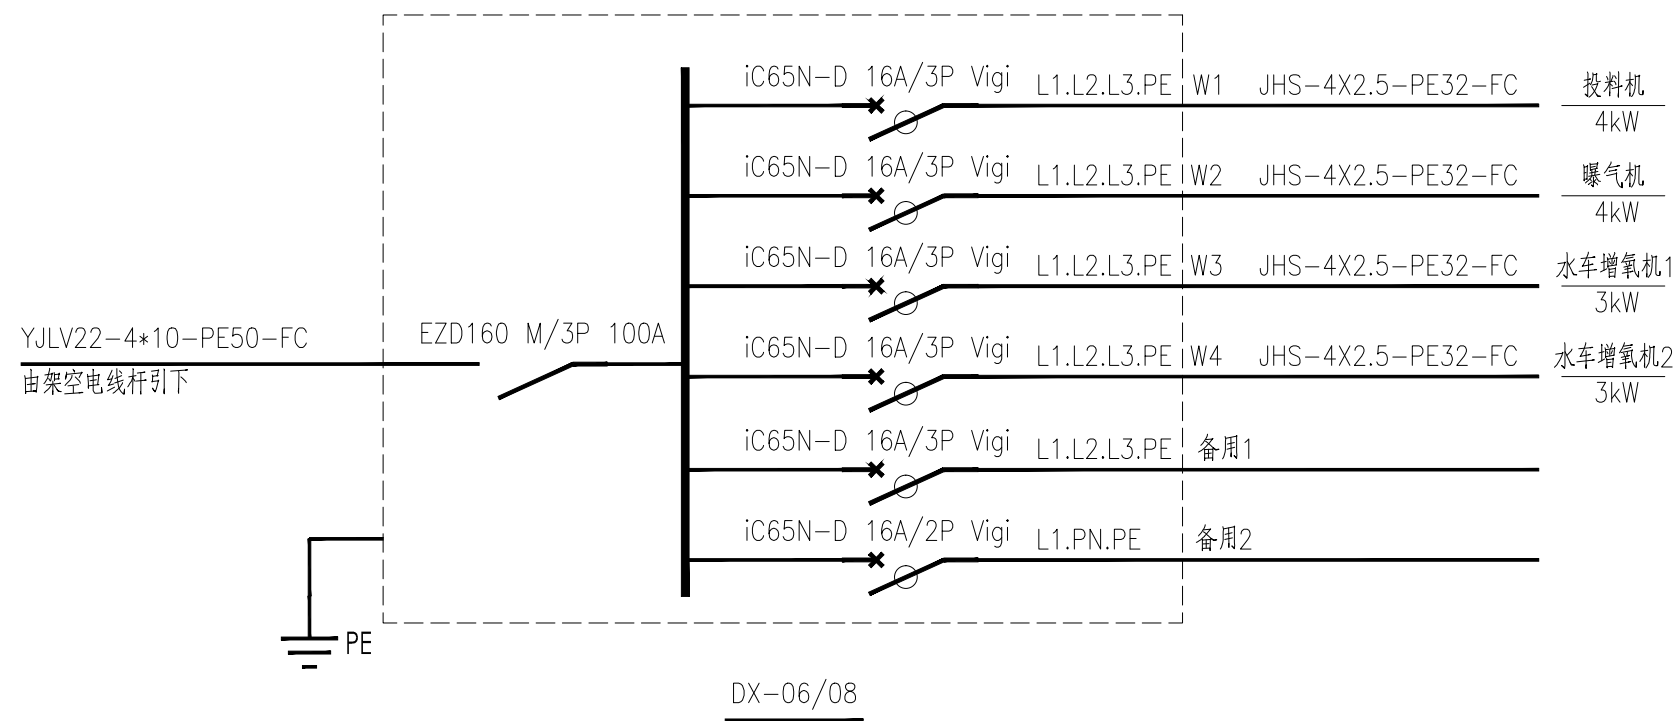 iC65N-D 16A/3P Vigi L1.L2.L3.PE W1 JHS-4X2.5-PE32-FC 投料机
4kW
iC65N-D 16A/3P Vigi L1.L2.L3.PE W2 JHS-4X2.5-PE32-FC 曝气机
4kW
iC65N-D 16A/3P Vigi L1.L2.L3.PE W3 JHS-4X2.5-PE32-FC 水车增氧机1
3kW
YJLV22-4*10-PE50-FC EZD160 M/3P 100A
由架空电线杆引下
iC65N-D 16A/3P Vigi L1.L2.L3.PE W4 JHS-4X2.5-PE32-FC 水车增氧机2
3kW
iC65N-D 16A/3P Vigi L1.L2.L3.PE 备用1
iC65N-D 16A/2P Vigi L1.PN.PE 备用2
PE
DX-06/08